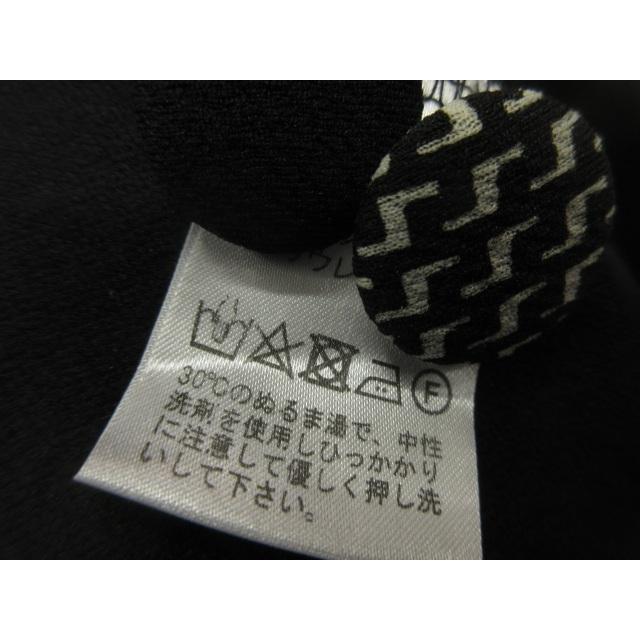 ウレ
F
30℃のぬるま湯で、中性
洗剤を使用しひっかかり
に注意して優しく押し洗
いして下さい。